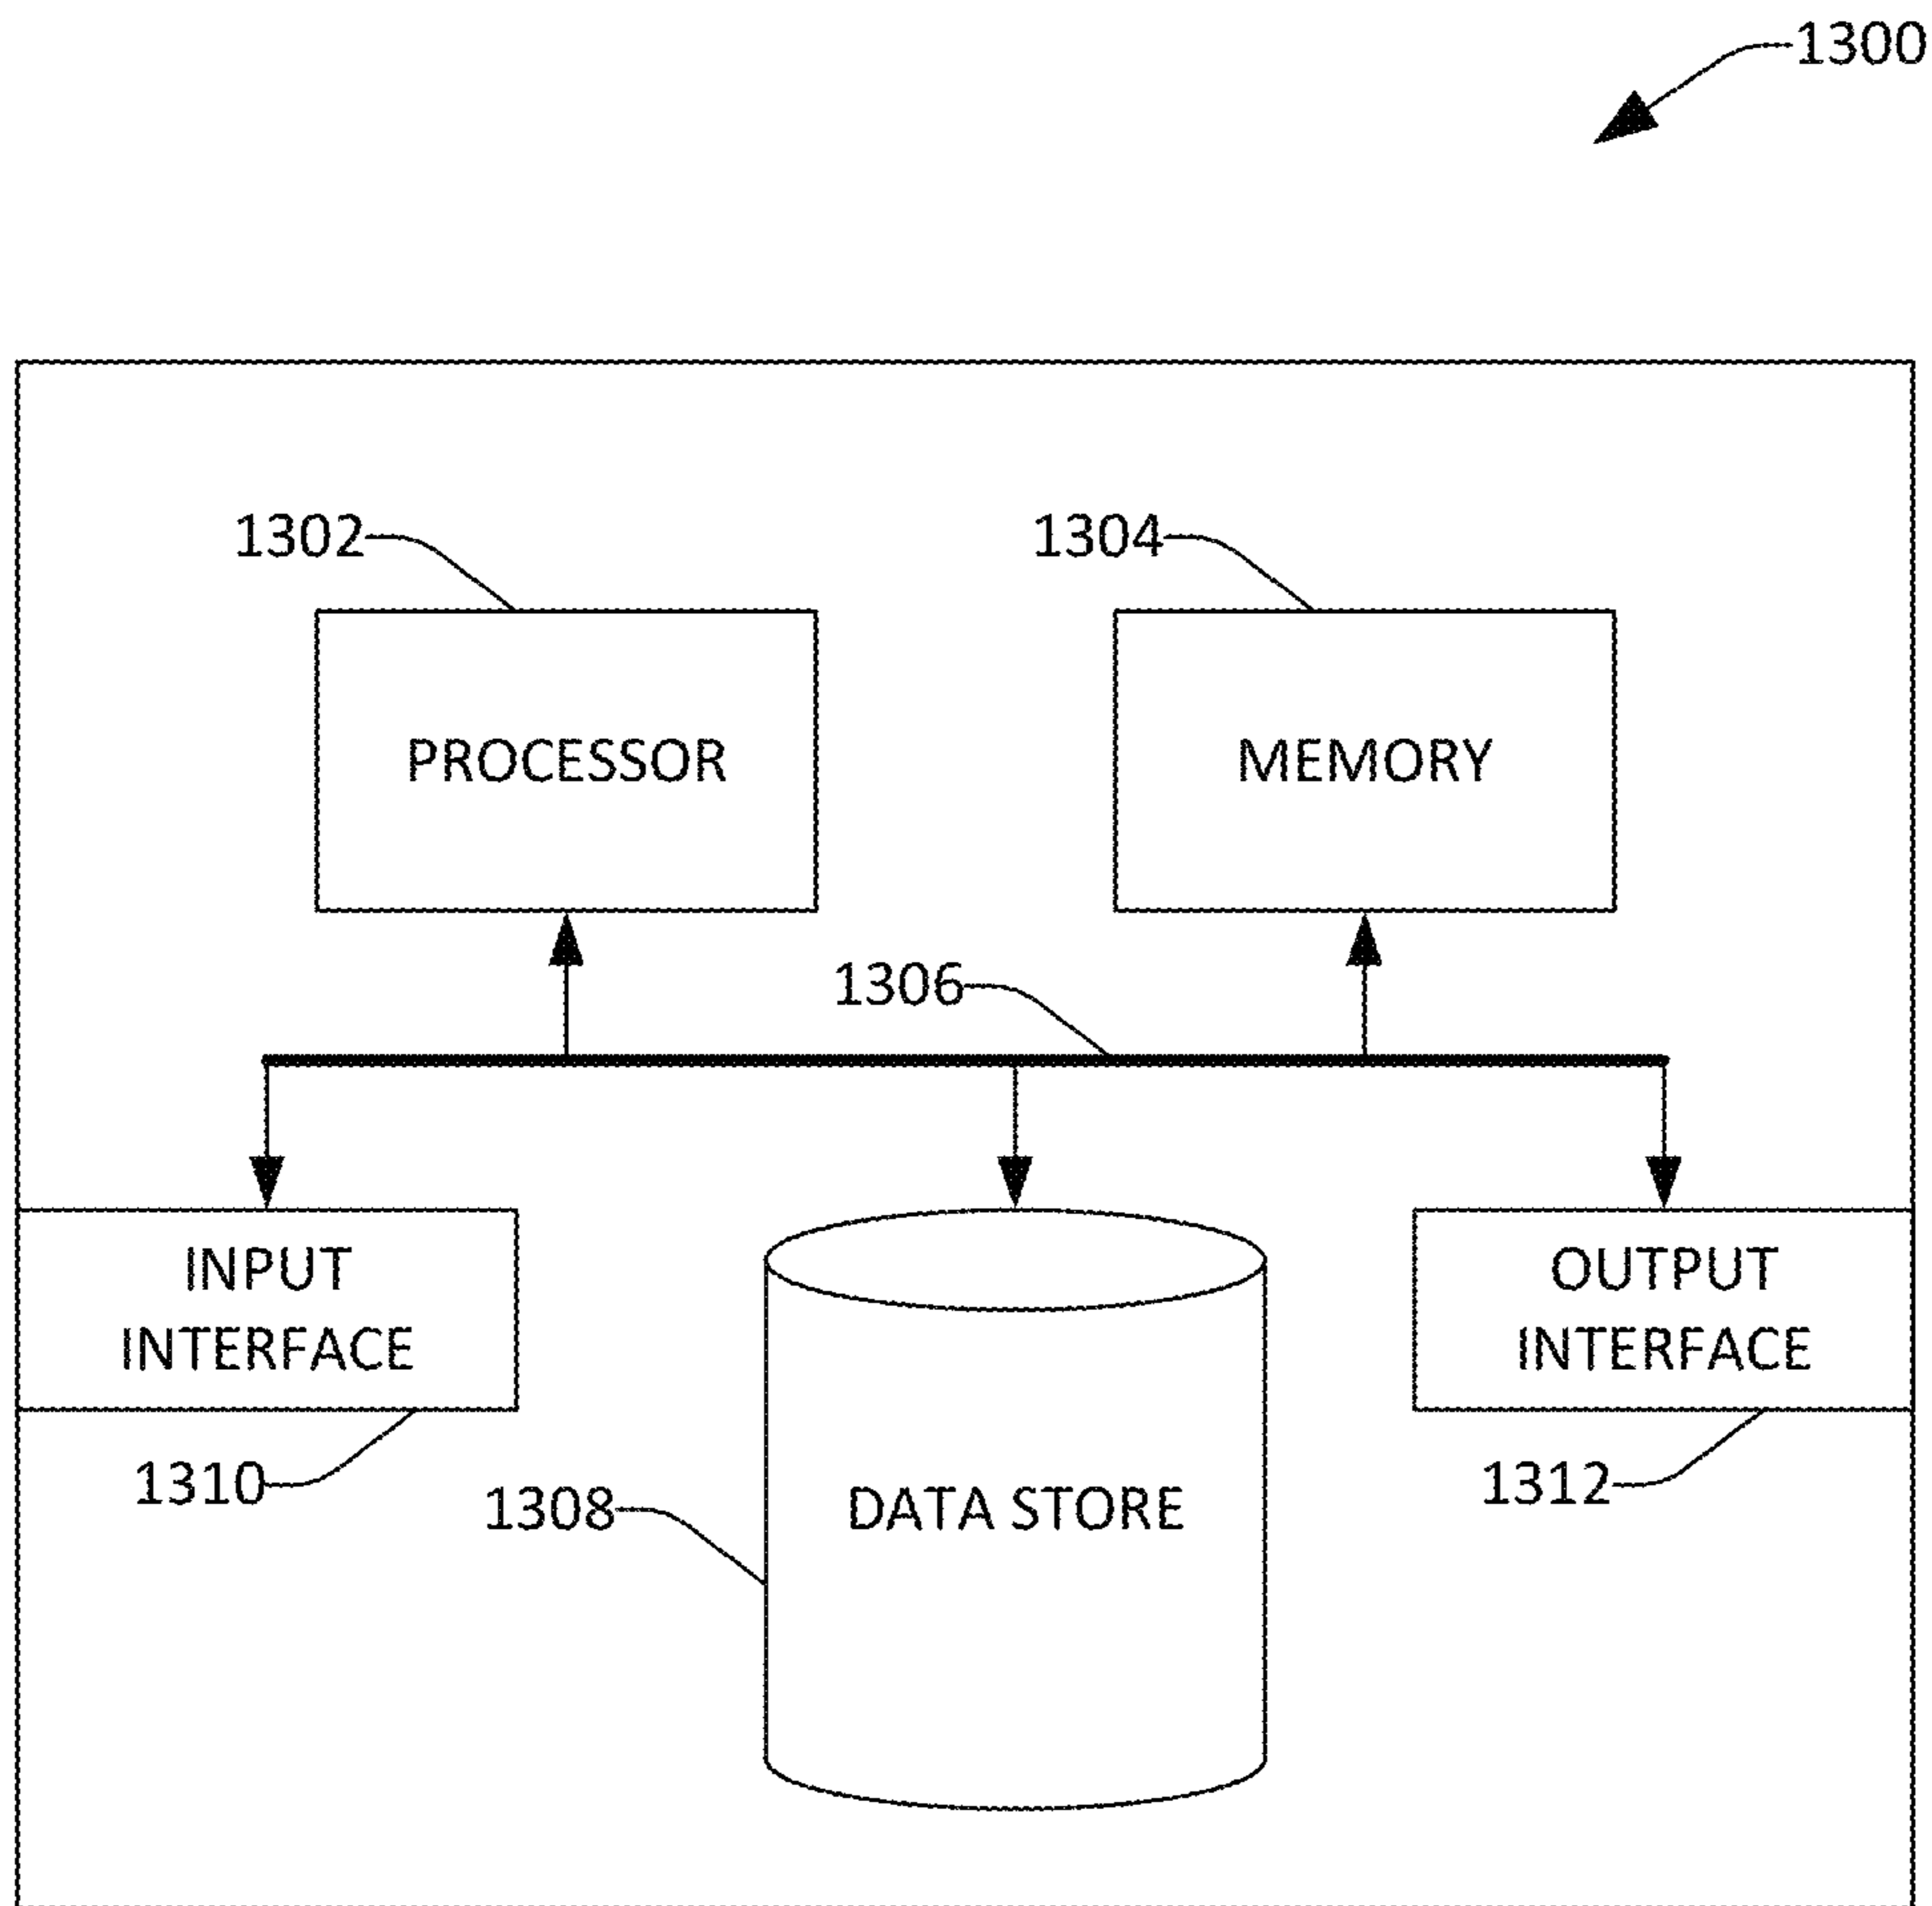 1300
1302
1304
PROCESSOR
MEMORY
1306
INPUT
INTERFACE
OUTPUT
INTERFACE
1310
1308
DATA STORE
1312